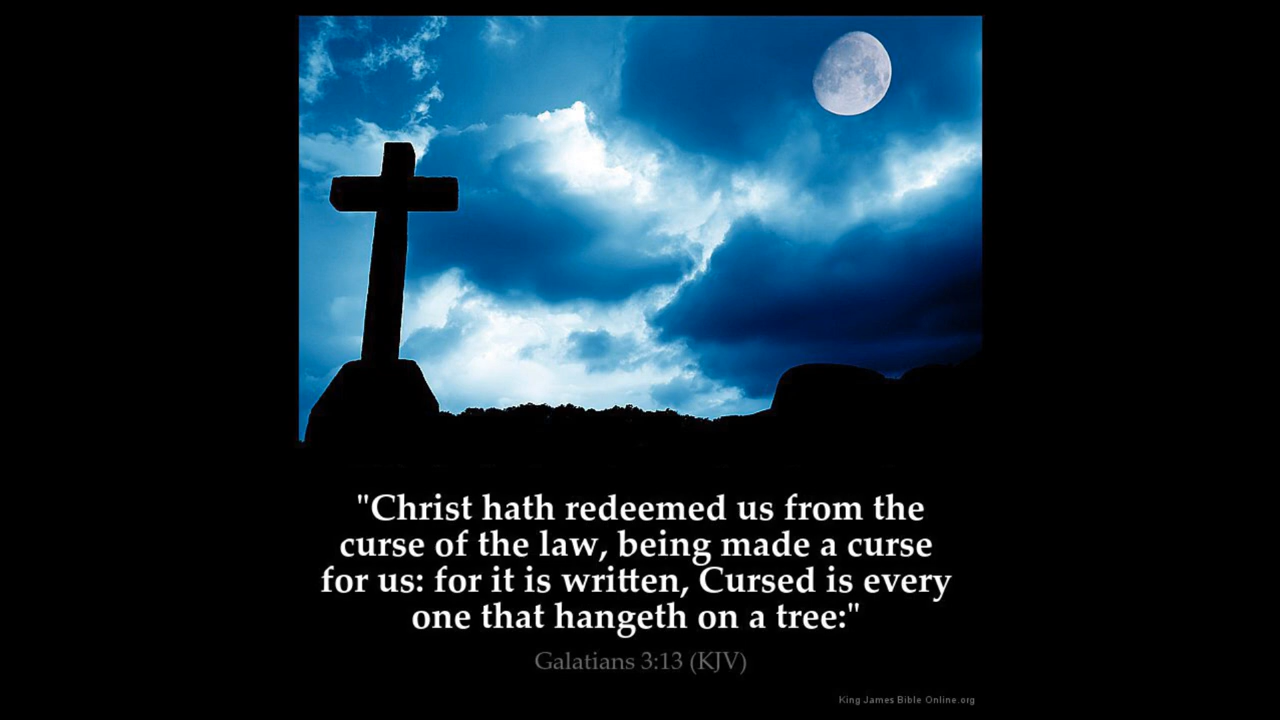 "Christ hath redeemed us from the
curse of the law, being made a curse
for us: for it is written, Cursed is every
one that hangeth on a tree:"
Galatians 3:13 (KJV)
King James Bible Online.org